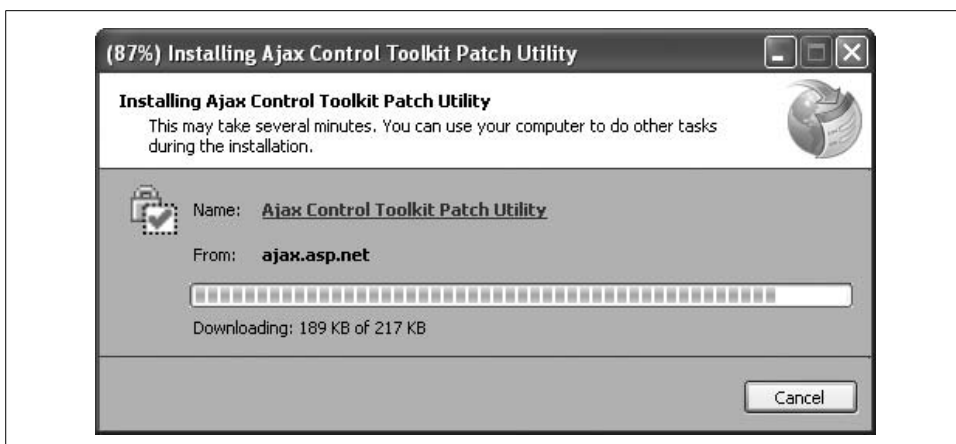 (87%) Installing Ajax Control Toolkit Patch Utility
Installing Ajax Control Toolkit Patch Utility
This may take several minutes. You can use your computer to do other tasks
during the installation.
Name: Ajax Control Toolkit Patch Utility
From: ajax.asp.net
Downloading: 189 KB of 217 KB
Cancel